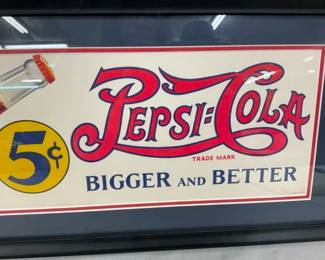 PEPSI:COLA
TRADE MARK
5¢
BIGGER AND BETTER